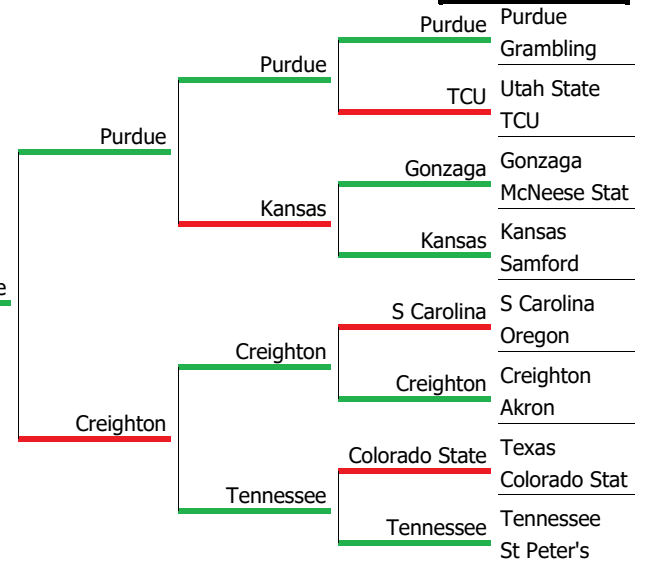 Purdue
Purdue
Grambling
Purdue
TCU
Utah State
TCU
Purdue
Gonzaga
Gonzaga
McNeese Stat
Kansas
Kansas
Kansas
Samford
e
S Carolina
S Carolina
Oregon
Creighton
Creighton
Creighton
Akron
Creighton
Colorado State
Texas
Colorado Stat
Tennessee
Tennessee
Tennessee
St Peter's